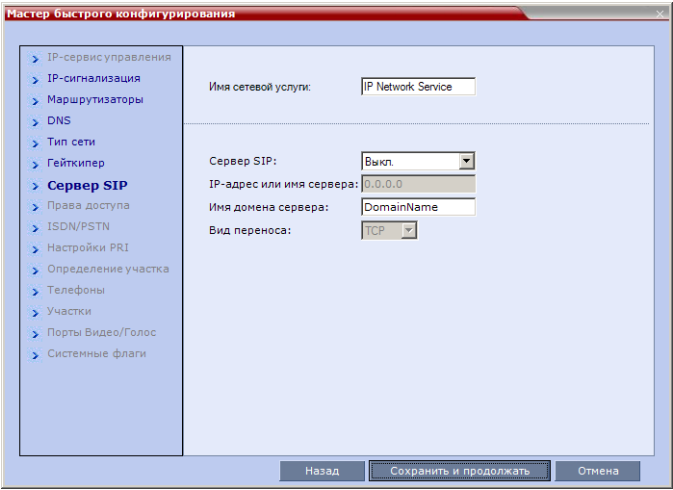 Мастер быстрого конфигурирования
IP-сервис управления
IP-сигнализация
Маршрутизаторы
DNS
Тип сети
Гейткипер
Сервер SIP
Права доступа
ISDN/PSTN
Настройки PRI
Определение участка
Телефоны
Участки
Порты Видео/Голос
Системные флаги
Имя сетевой услуги: IP Network Service
Сервер SIP: Выкл.
IP-адрес или имя сервера: 0.0.0.0
Имя домена сервера: DomainName
Вид переноса: TCP
Назад Сохранить и продолжать Отмена